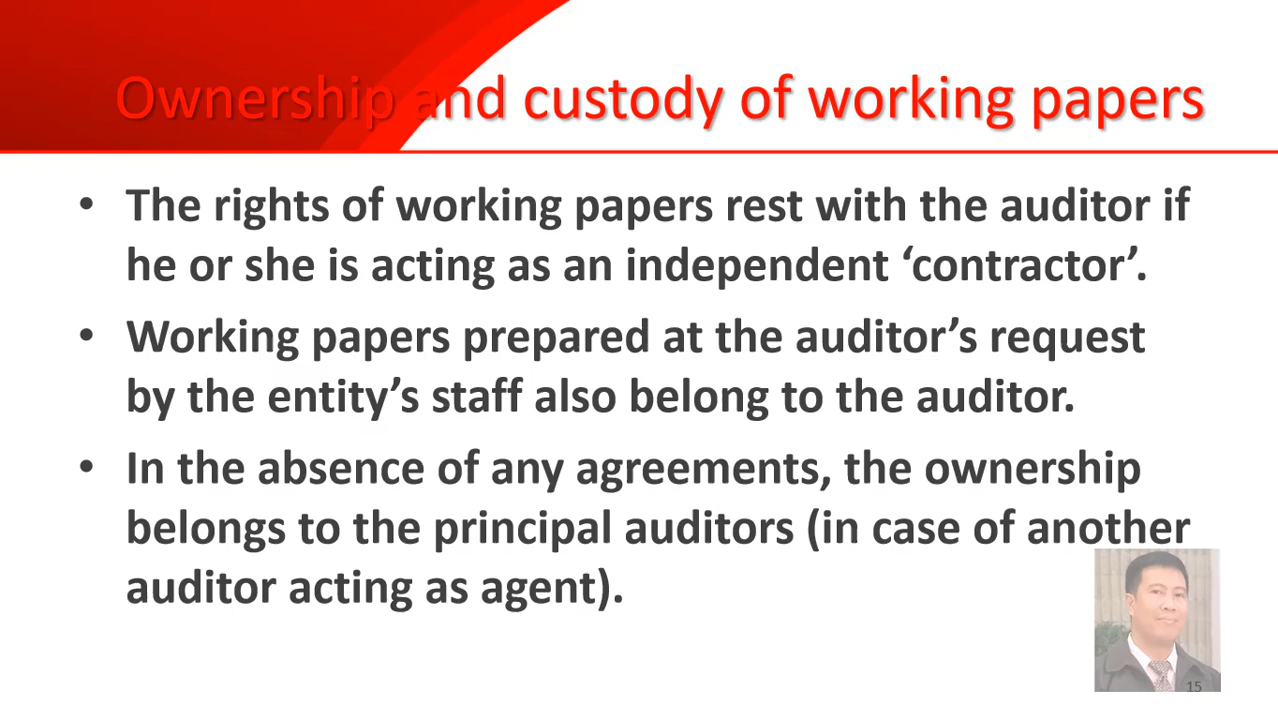 Ownership and custody of working papers
• The rights of working papers rest with the auditor if
he or she is acting as an independent ‘contractor’.
• Working papers prepared at the auditor’s request
by the entity’s staff also belong to the auditor.
• In the absence of any agreements, the ownership
belongs to the principal auditors (in case of another
auditor acting as agent).
15